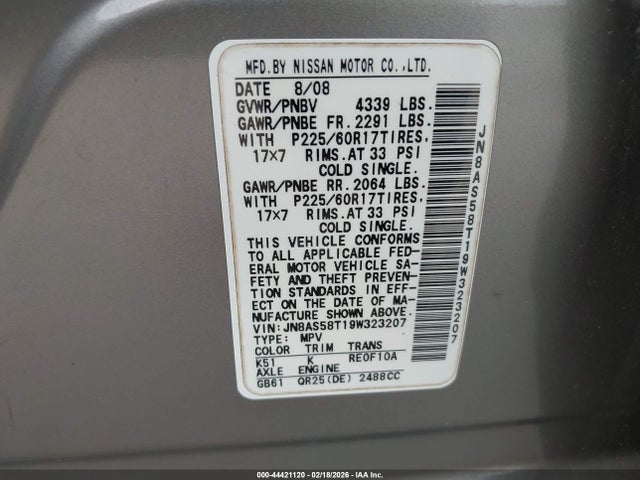 MFD.BY NISSAN MOTOR CO.,LTD.
DATE 8/08
GVWR/PNBV 4339 LBS.
GAWR/PNBE FR. 2291 LBS.
WITH P225/60R17TIRES,
17×7 RIMS.AT 33 PSI
COLD SINGLE.
GAWR/PNBE RR. 2064 LBS.
WITH P225/60R17TIRES,
17×7 RIMS.AT 33 PSI
COLD SINGLE.
THIS VEHICLE CONFORMS
TO ALL APPLICABLE FED-
ERAL MOTOR VEHICLE SA-
FETY AND THEFT PREVEN-
TION STANDARDS IN EFF-
ECT ON THE DATE OF MA-
NUFACTURE SHOWN ABOVE.
VIN:JN8AS58T19W323207
TYPE: MPV
COLOR TRIM TRANS
K51 K RE0F10A
AXLE ENGINE
GB61 QR25(DE) 2488CC
JN8AS58T19W323207
000-44421120 - 02/18/2026 - IAA Inc.